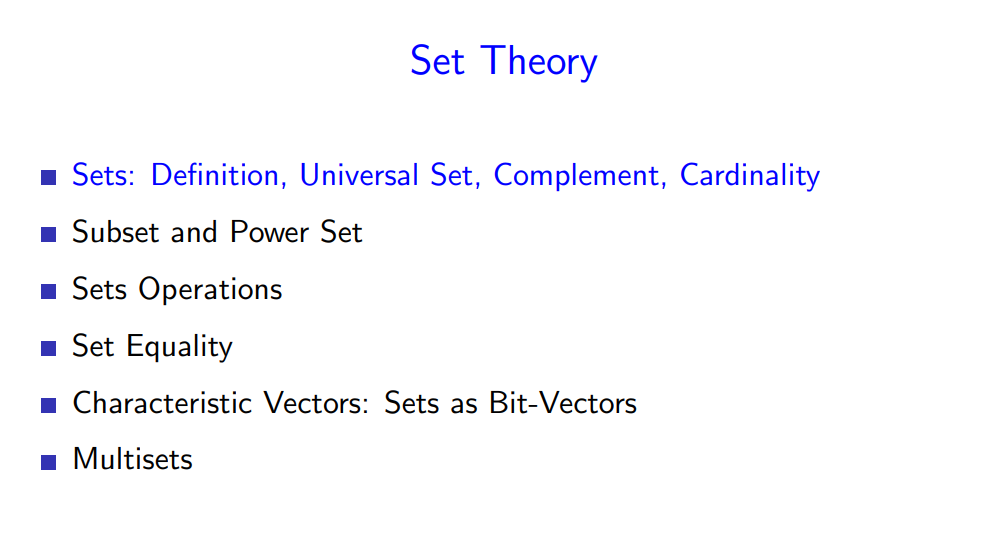 Set Theory
Sets: Definition, Universal Set, Complement, Cardinality
Subset and Power Set
Sets Operations
Set Equality
Characteristic Vectors: Sets as Bit-Vectors
Multisets